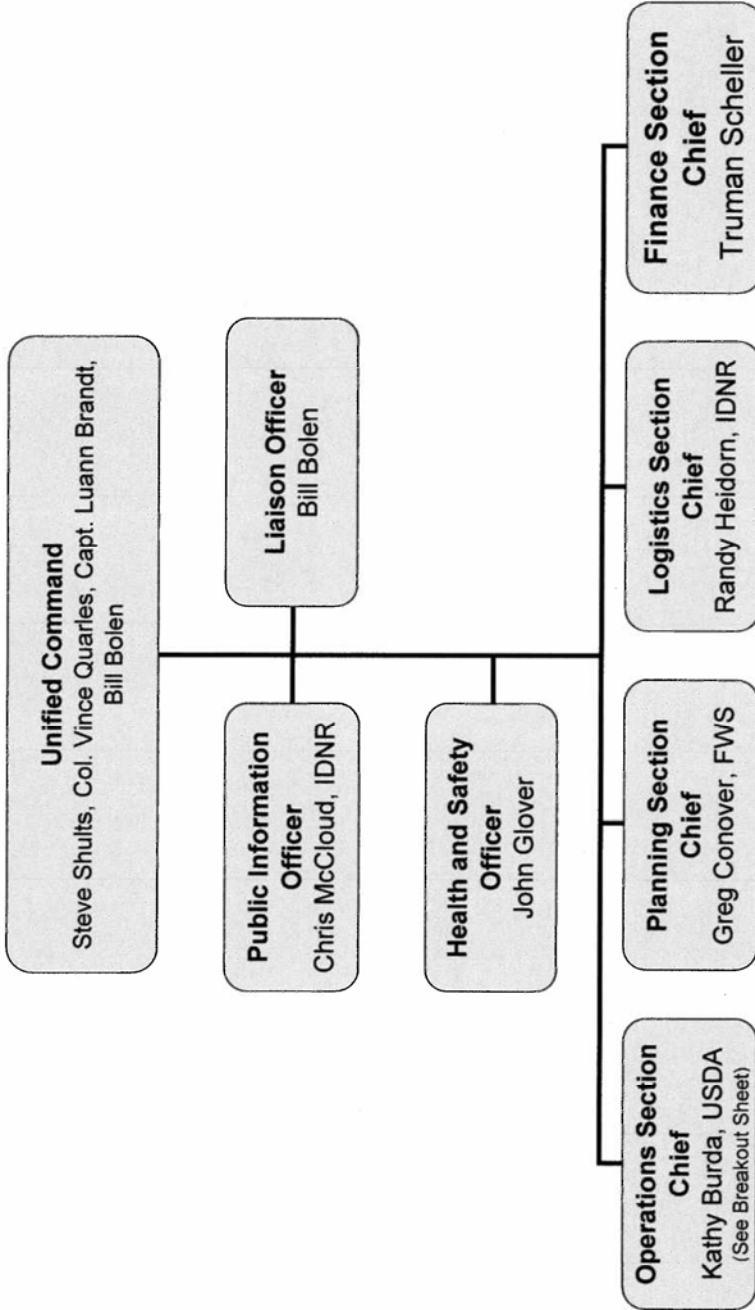 Unified Command
Steve Shults, Col. Vince Quarles, Capt. Luann Brandt,
Bill Bolen
Public Information
Officer
Chris McCloud, IDNR
Liaison Officer
Bill Bolen
Health and Safety
Officer
John Glover
Operations Section
Chief
Kathy Burda, USDA
(See Breakout Sheet)
Planning Section
Chief
Greg Conover, FWS
Logistics Section
Chief
Randy Heidorn, IDNR
Finance Section
Chief
Truman Scheller